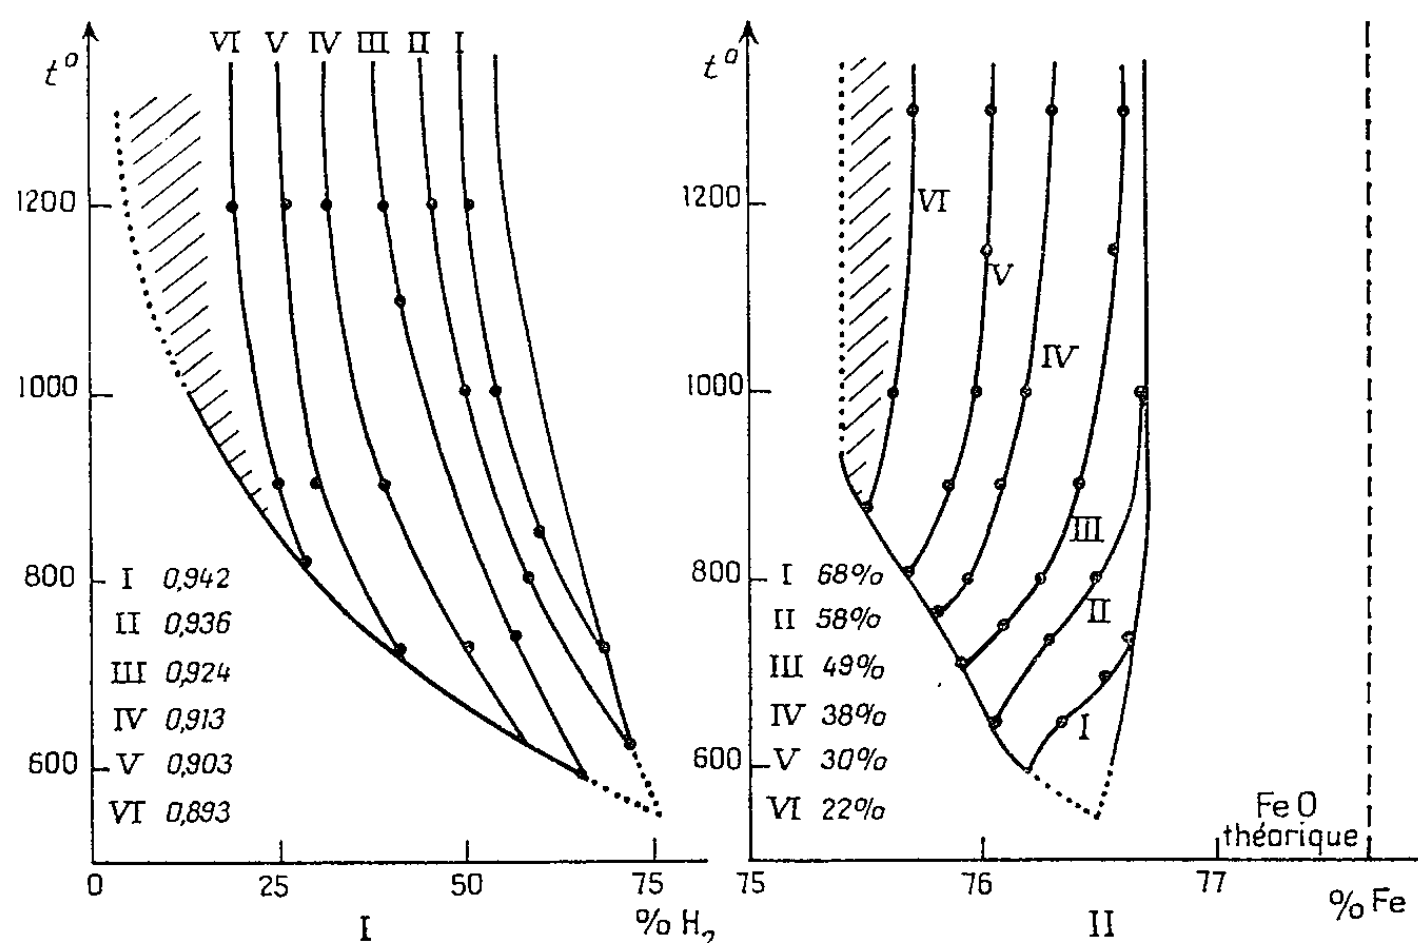 t°
VI V IV III II I
1200
1000
800
600
I 0,942
II 0,936
III 0,924
IV 0,913
V 0,903
VI 0,893
0 25 50 75
% H2
I
t°
1200
1000
800
600
VI
V
IV
III
II
I
I 68%
II 58%
III 49%
IV 38%
V 30%
VI 22%
FeO
théorique
75 76 77
% Fe
II